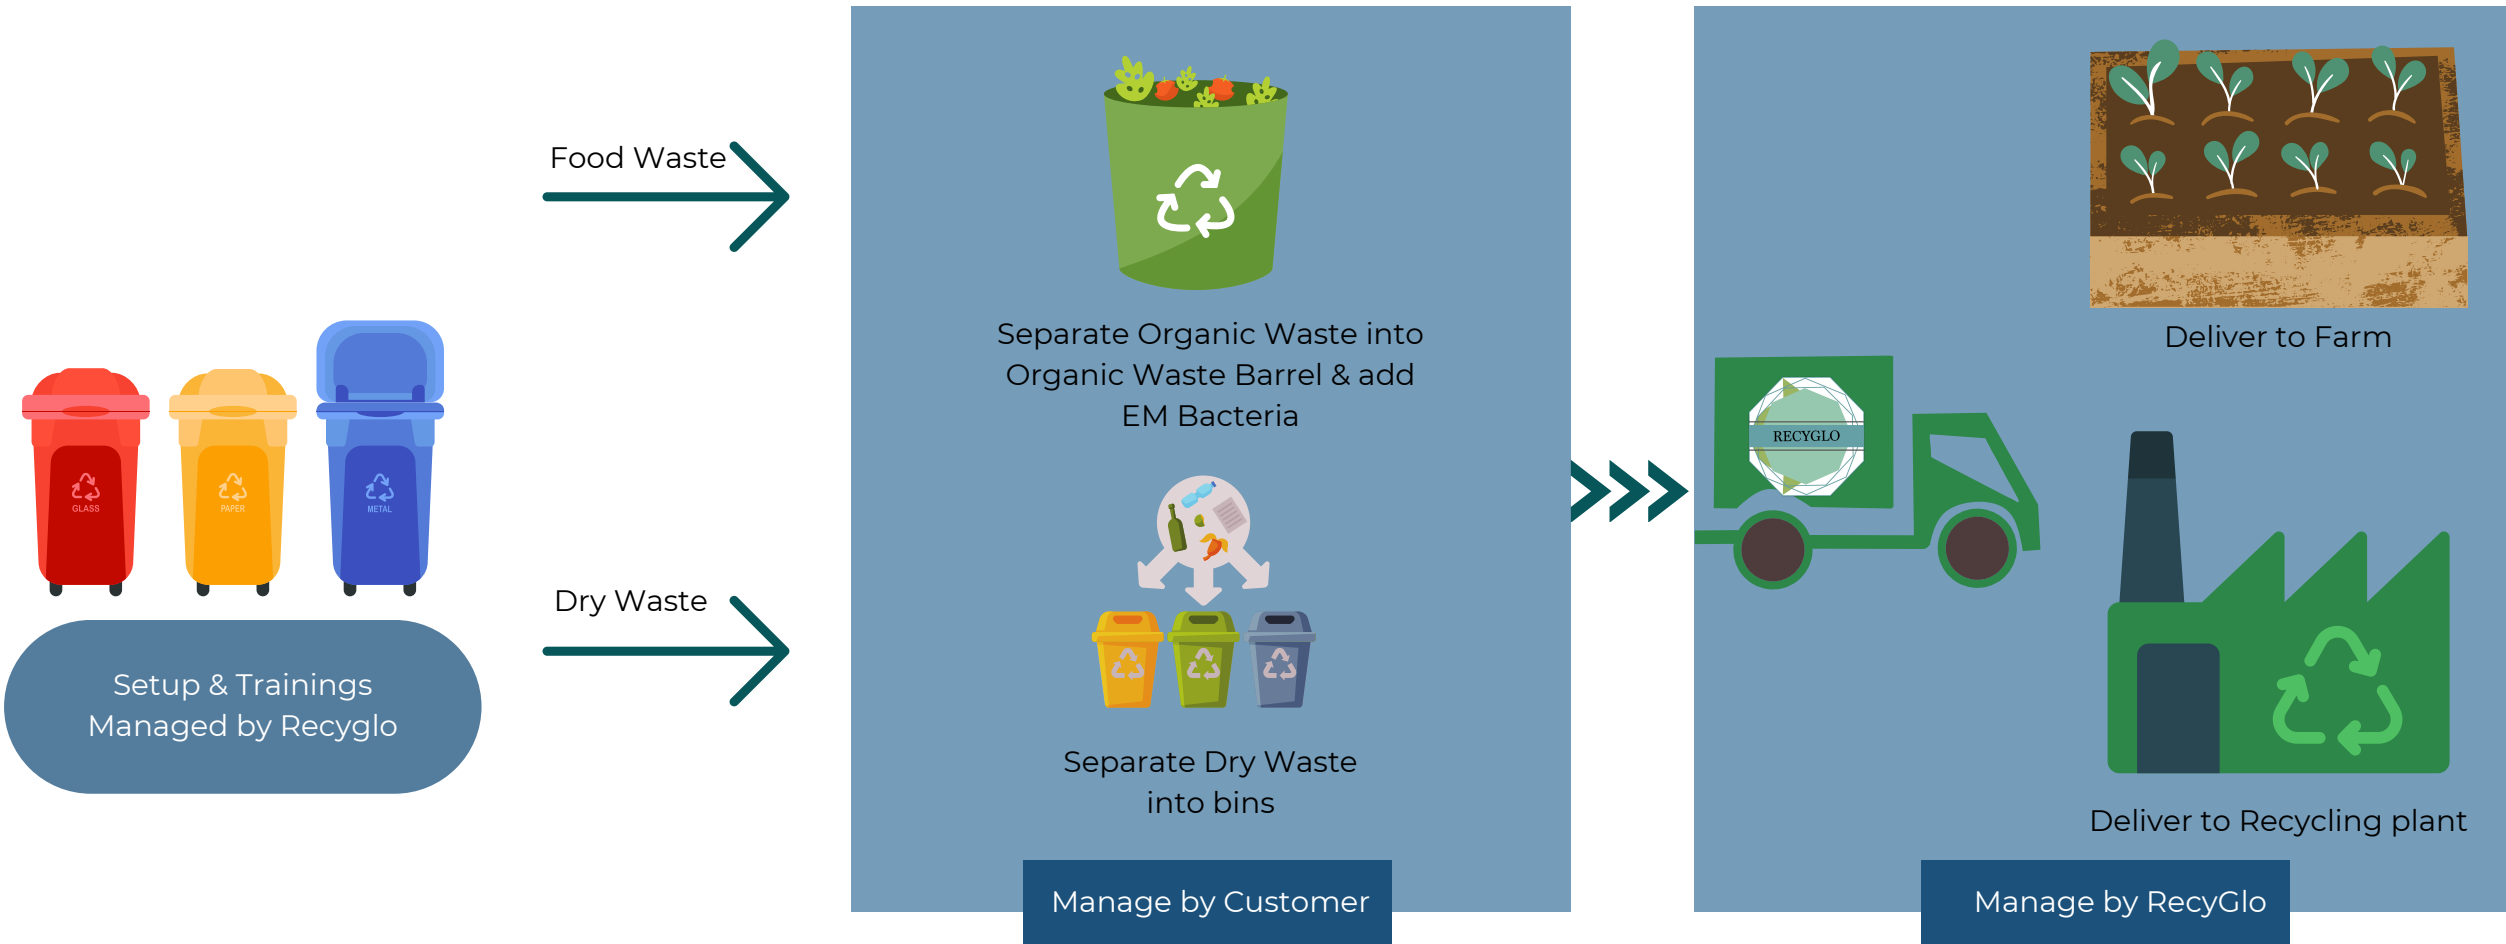 GLASS
PAPER
METAL
Setup & Trainings
Managed by Recyglo
Food Waste
Dry Waste
Separate Organic Waste into
Organic Waste Barrel & add
EM Bacteria
Separate Dry Waste
into bins
Manage by Customer
RECYGLO
Deliver to Farm
Deliver to Recycling plant
Manage by RecyGlo